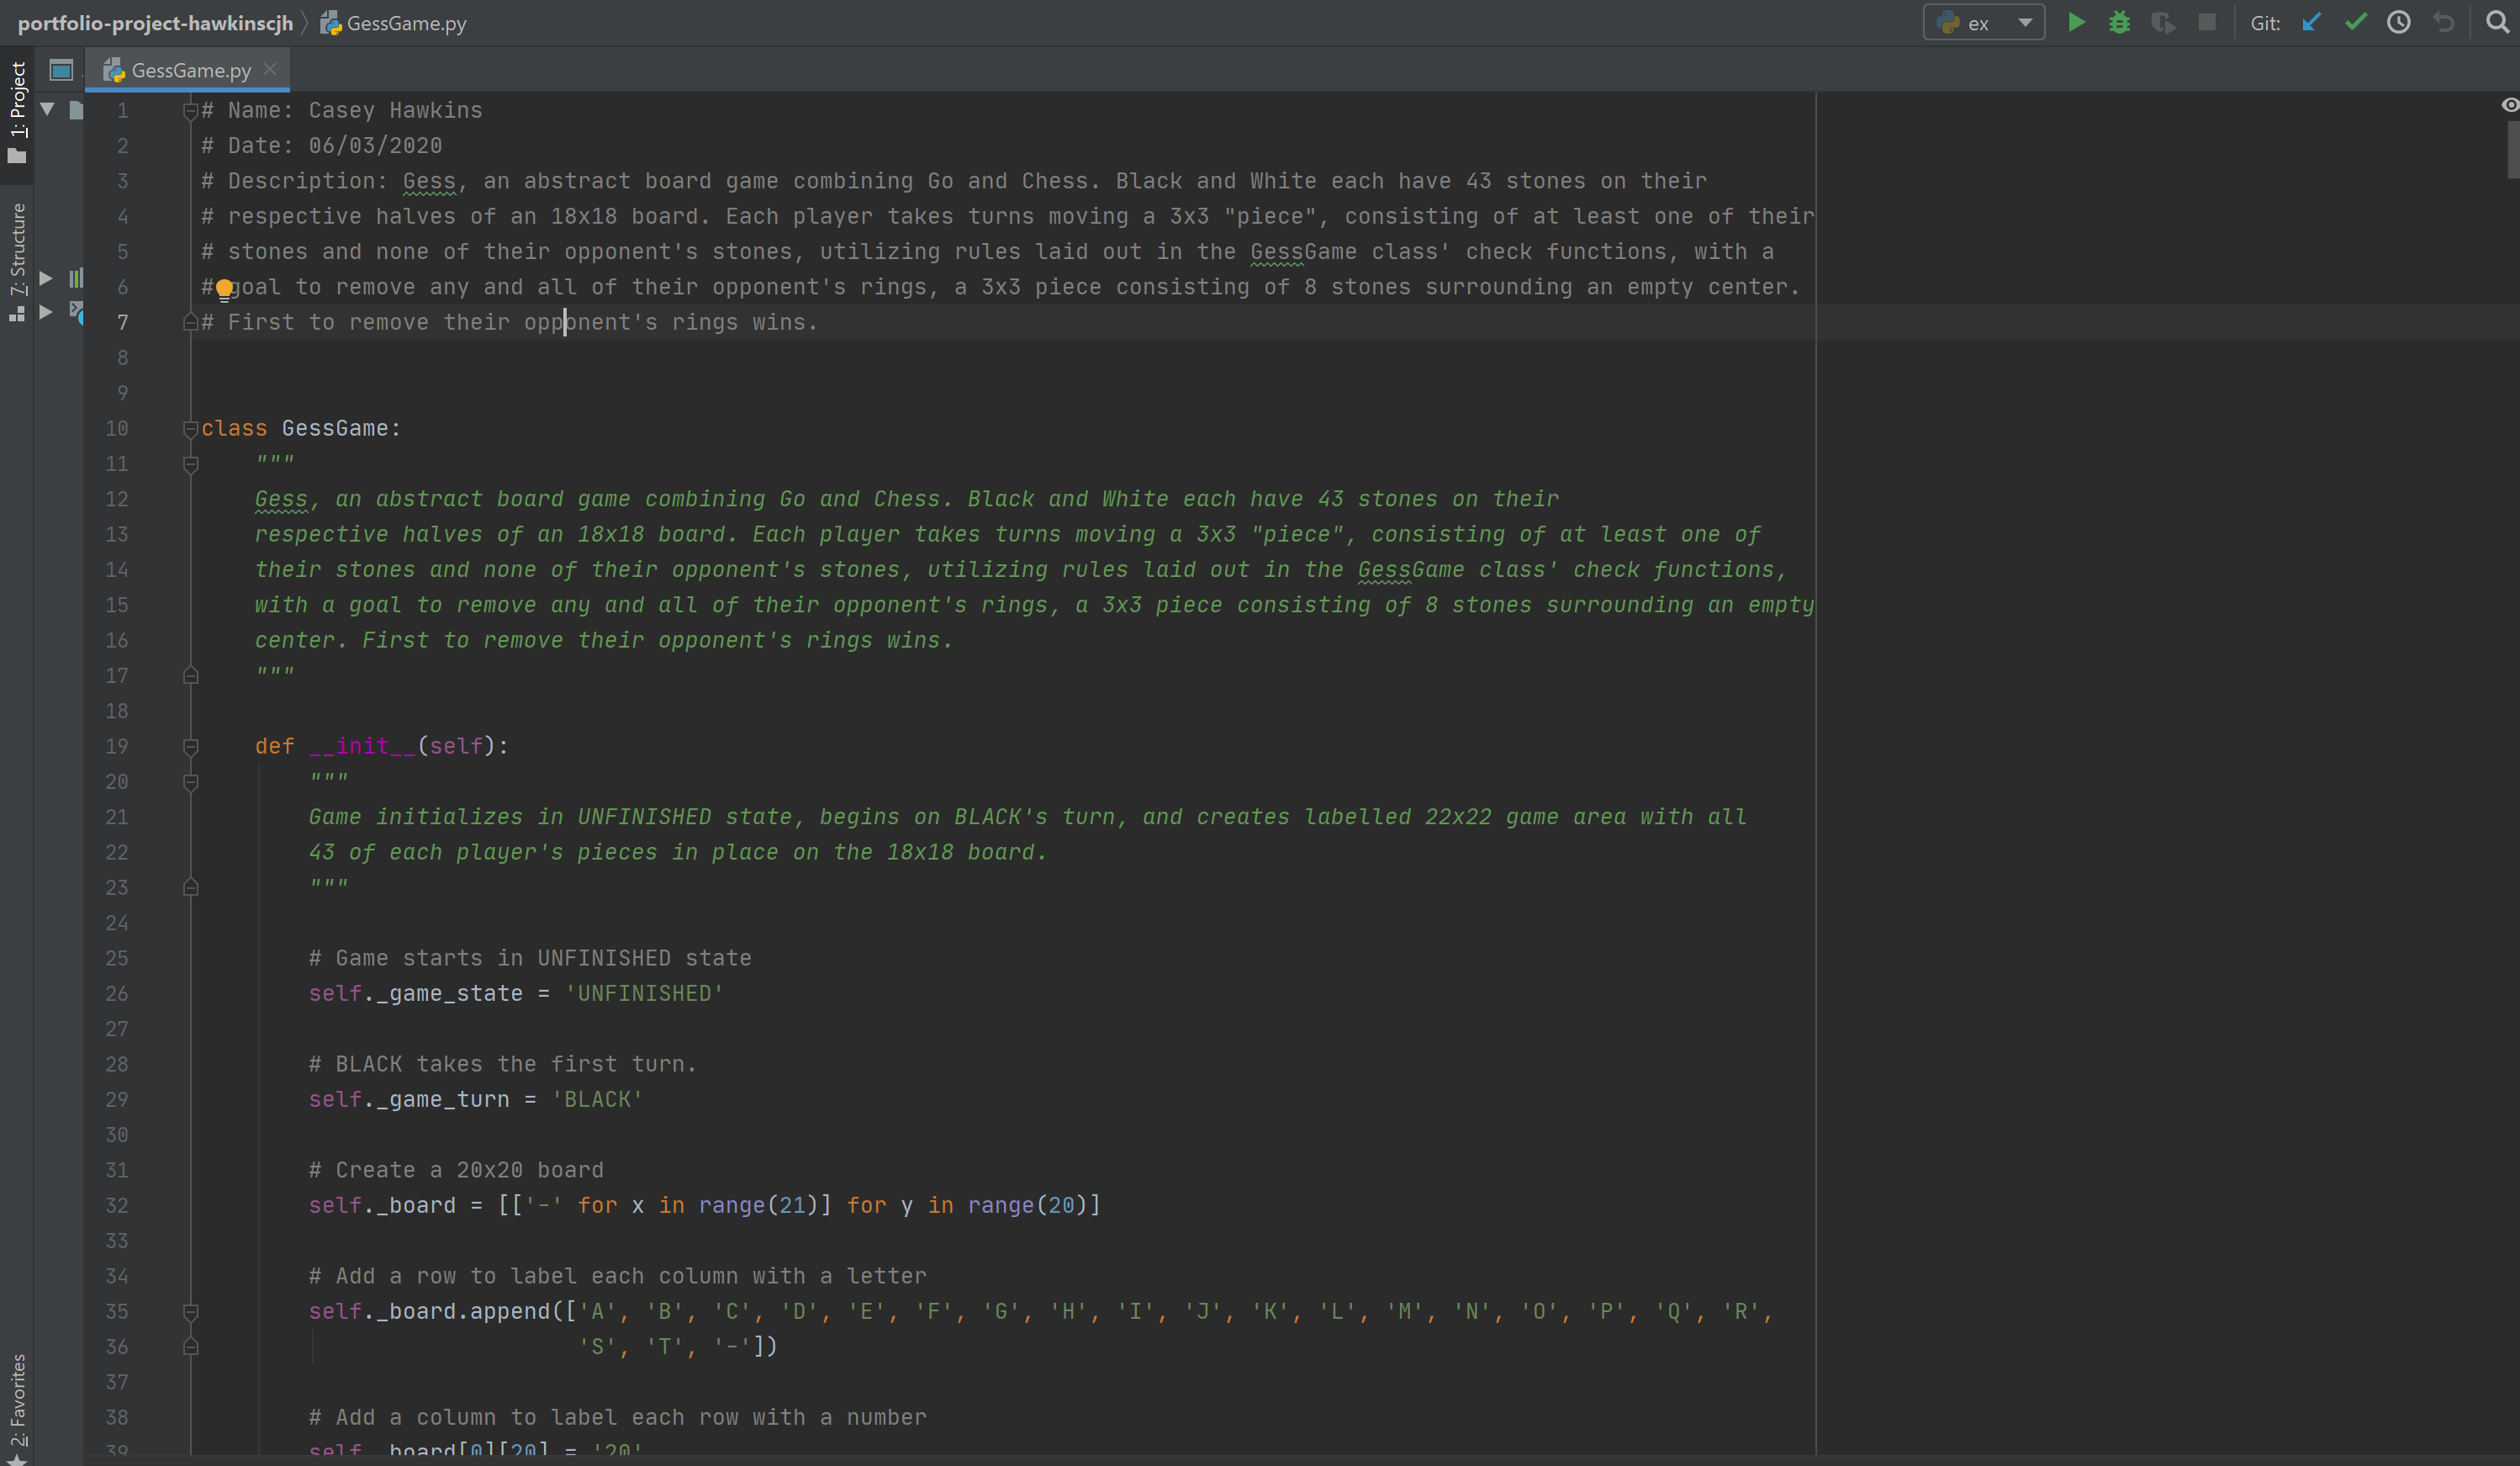 portfolio-project-hawkinscjh GessGame.py ex Git:
1: Project
7: Structure
2: Favorites
GessGame.py
1 # Name: Casey Hawkins
2 # Date: 06/03/2020
3 # Description: Gess, an abstract board game combining Go and Chess. Black and White each have 43 stones on their
4 # respective halves of an 18x18 board. Each player takes turns moving a 3x3 "piece", consisting of at least one of their
5 # stones and none of their opponent's stones, utilizing rules laid out in the GessGame class' check functions, with a
6 # goal to remove any and all of their opponent's rings, a 3x3 piece consisting of 8 stones surrounding an empty center.
7 # First to remove their opponent's rings wins.
8
9
10 class GessGame:
11     """
12     Gess, an abstract board game combining Go and Chess. Black and White each have 43 stones on their
13     respective halves of an 18x18 board. Each player takes turns moving a 3x3 "piece", consisting of at least one of
14     their stones and none of their opponent's stones, utilizing rules laid out in the GessGame class' check functions,
15     with a goal to remove any and all of their opponent's rings, a 3x3 piece consisting of 8 stones surrounding an empty
16     center. First to remove their opponent's rings wins.
17     """
18
19     def __init__(self):
20         """
21         Game initializes in UNFINISHED state, begins on BLACK's turn, and creates labelled 22x22 game area with all
22         43 of each player's pieces in place on the 18x18 board.
23         """
24
25         # Game starts in UNFINISHED state
26         self._game_state = 'UNFINISHED'
27
28         # BLACK takes the first turn.
29         self._game_turn = 'BLACK'
30
31         # Create a 20x20 board
32         self._board = [['-' for x in range(21)] for y in range(20)]
33
34         # Add a row to label each column with a letter
35         self._board.append(['A', 'B', 'C', 'D', 'E', 'F', 'G', 'H', 'I', 'J', 'K', 'L', 'M', 'N', 'O', 'P', 'Q', 'R',
36                             'S', 'T', '-'])
37
38         # Add a column to label each row with a number
39         self._board[0][20] = '20'